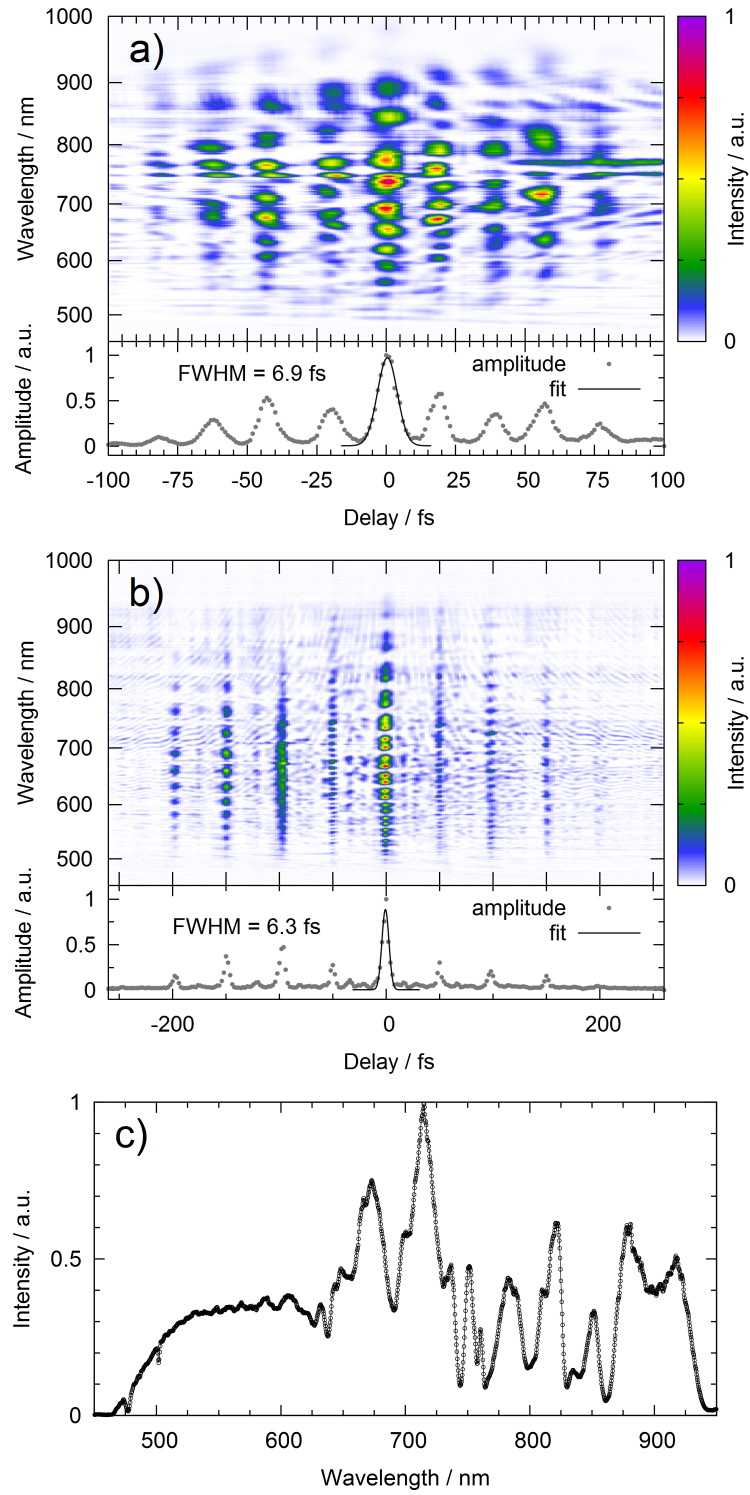 a)
1000
900
800
700
600
500
Wavelength / nm
1
0
Intensity / a.u.
1
0.5
0
Amplitude / a.u.
FWHM = 6.9 fs
amplitude
fit
-100 -75 -50 -25 0 25 50 75 100
Delay / fs
b)
1000
900
800
700
600
500
Wavelength / nm
1
0
Intensity / a.u.
1
0.5
0
Amplitude / a.u.
FWHM = 6.3 fs
amplitude
fit
-200 0 200
Delay / fs
c)
1
0.5
0
Intensity / a.u.
500 600 700 800 900
Wavelength / nm